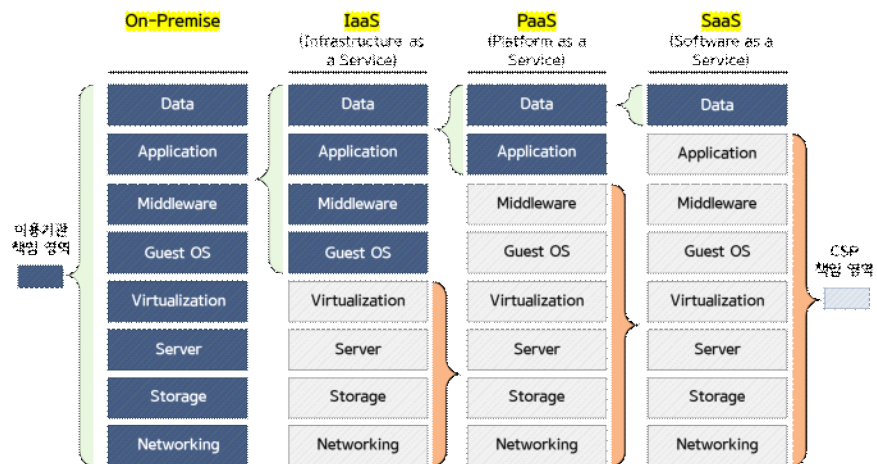 On-Premise
IaaS
(Infrastructure as
a Service)
PaaS
(Platform as a
Service)
SaaS
(Software as a
Service)
Data
Data
Data
Data
Application
Application
Application
Application
Middleware
Middleware
Middleware
Middleware
이용기관
책임 영역
Guest OS
Guest OS
Guest OS
Guest OS
CSP
책임 영역
Virtualization
Virtualization
Virtualization
Virtualization
Server
Server
Server
Server
Storage
Storage
Storage
Storage
Networking
Networking
Networking
Networking